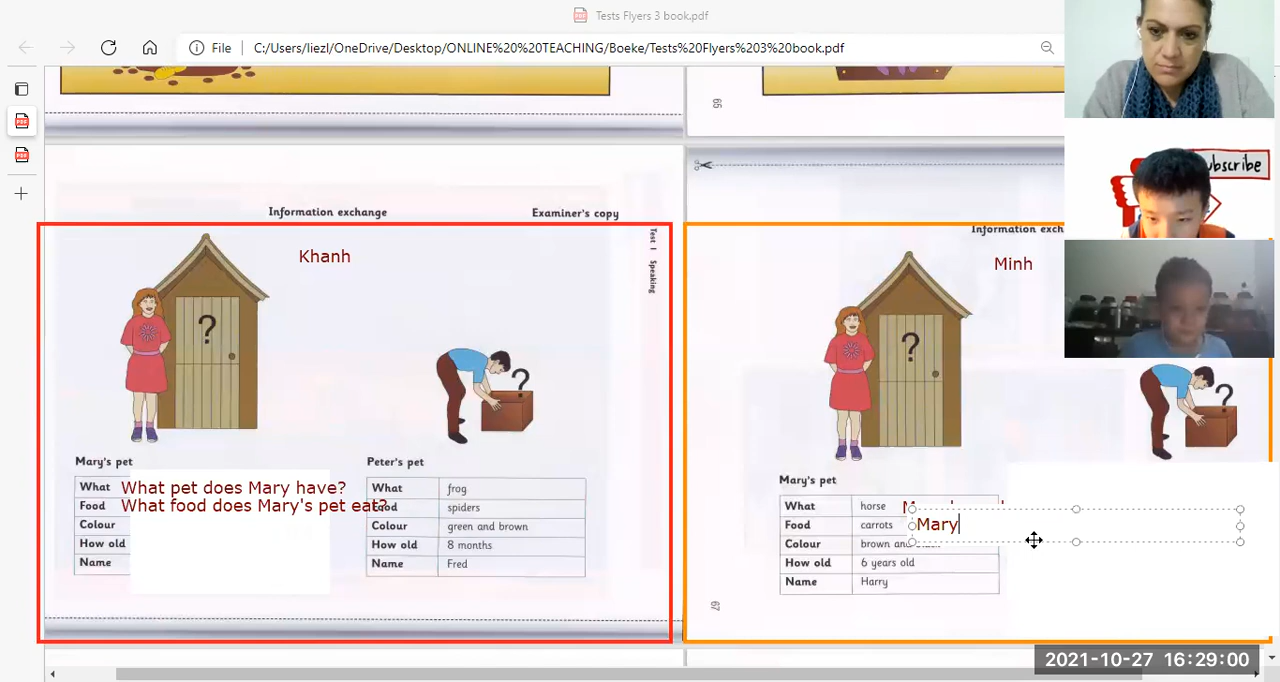 Tests Flyers 3 book.pdf
File
C:/Users/liezl/OneDrive/Desktop/ONLINE%20%20TEACHING/Boeke/Tests%20Flyers%203%20book.pdf
65
Information exchange
Examiner's copy
Test 1 Speaking
Khanh
?
?
Mary's pet
What
Food
Colour
How old
Name
What pet does Mary have?
What food does Mary's pet eat?
Peter's pet
What frog
spiders
Colour green and brown
How old 8 months
Name Fred
Minh
?
?
Mary's pet
What horse
Food carrots
Mary
Colour brown and
How old 6 years old
Name Harry
67
ubscribe
2021-10-27 16:29:00